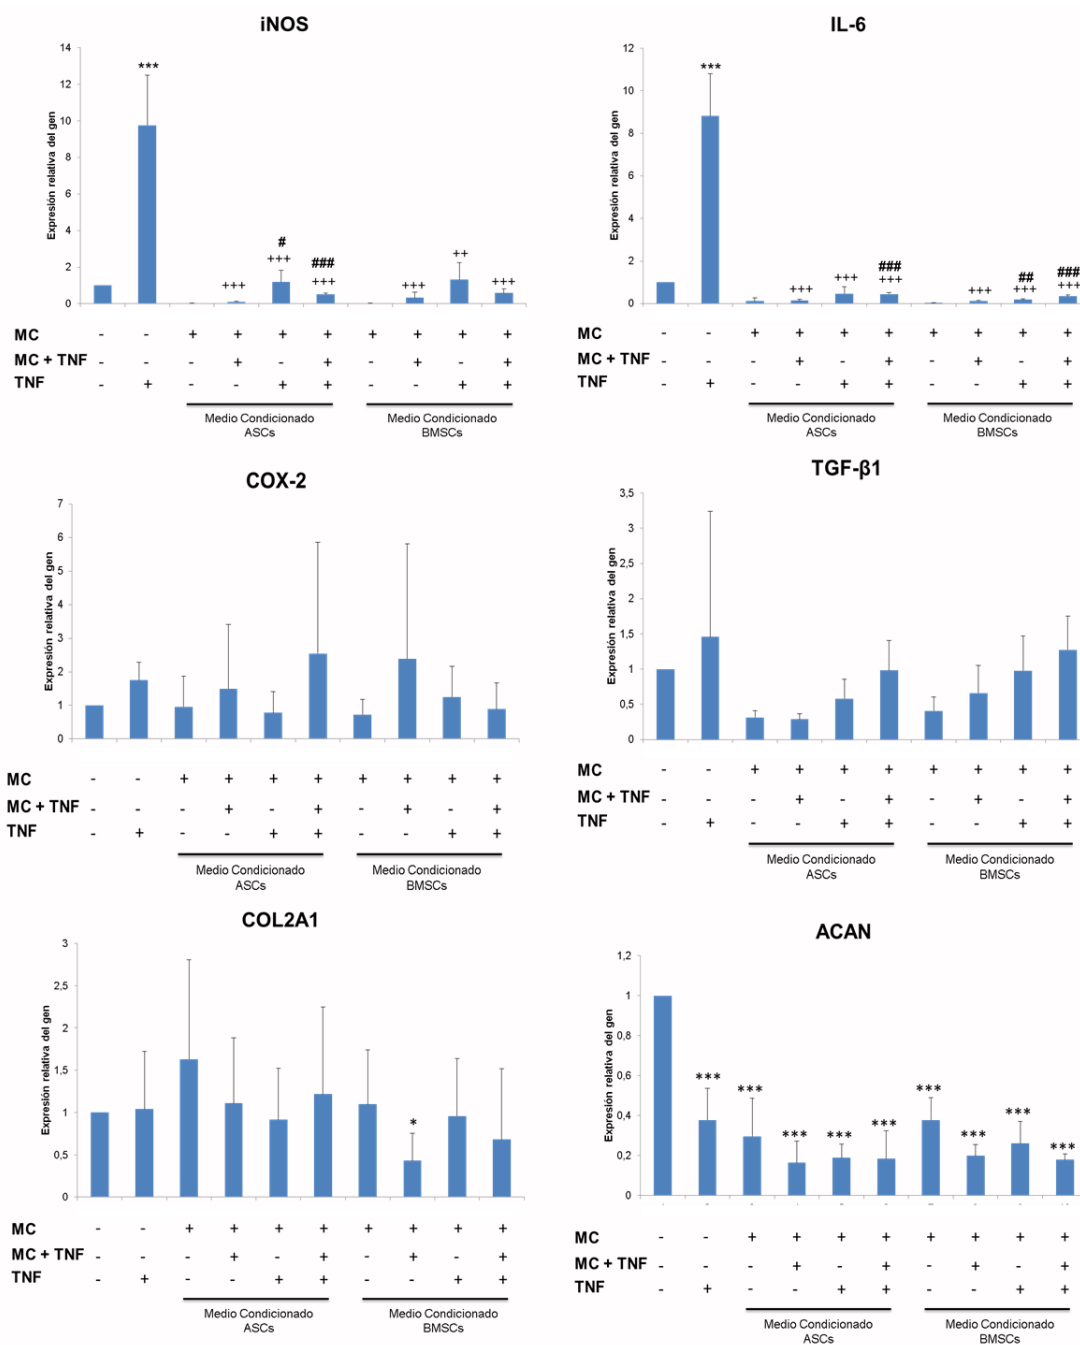 iNOS
Expresión relativa del gen
14
12
10
8
6
4
2
0
***
+++
#
+++
###
+++
+++
++
+++
MC - - + + + + + + + +
MC + TNF - - - + - + - + - +
TNF - + - - + + - - + +
Medio Condicionado
ASCs
Medio Condicionado
BMSCs
IL-6
Expresión relativa del gen
12
10
8
6
4
2
0
***
+++
+++
###
+++
+++
##
+++
###
+++
- - + + + + + + + +
- - - + - + - + - +
- + - - + + - - + +
Medio Condicionado
ASCs
Medio Condicionado
BMSCs
COX-2
Expresión relativa del gen
7
6
5
4
3
2
1
0
MC - - + + + + + + + +
MC + TNF - - - + - + - + - +
TNF - + - - + + - - + +
Medio Condicionado
ASCs
Medio Condicionado
BMSCs
TGF-β1
Expresión relativa del gen
3,5
3
2,5
2
1,5
1
0,5
0
MC - - + + + + + + + +
MC + TNF - - - + - + - + - +
TNF - + - - + + - - + +
Medio Condicionado
ASCs
Medio Condicionado
BMSCs
COL2A1
Expresión relativa del gen
3
2,5
2
1,5
1
0,5
0
*
MC - - + + + + + + + +
MC + TNF - - - + - + - + - +
TNF - + - - + + - - + +
Medio Condicionado
ASCs
Medio Condicionado
BMSCs
ACAN
Expresión relativa del gen
1,2
1
0,8
0,6
0,4
0,2
0
***
***
***
***
***
***
***
***
***
MC - - + + + + + + + +
MC + TNF - - - + - + - + - +
TNF - + - - + + - - + +
Medio Condicionado
ASCs
Medio Condicionado
BMSCs